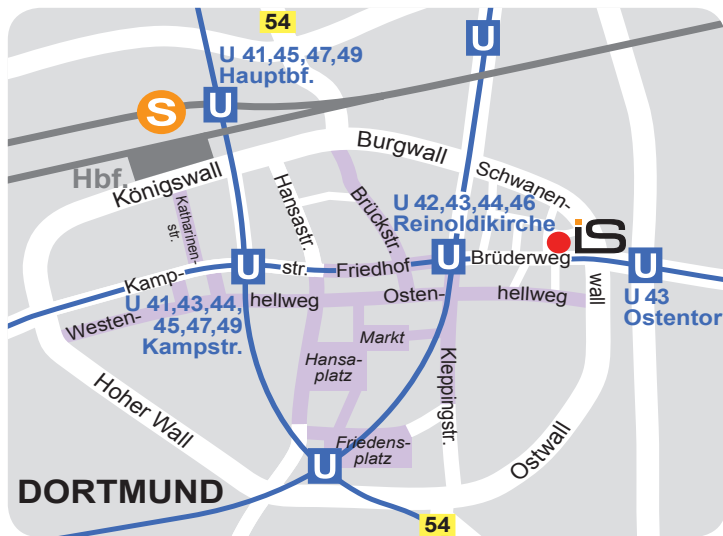 54
U 41,45,47,49
Hauptbf.
U
U
S
Hbf.
Königswall
Burgwall
Schwanen-
wall
Katharinen-
str.
Hansastr.
Brückstr.
U 42,43,44,46
Reinoldikirche
iS
Kamp-
U
str.
Friedhof
U
Brüderweg
U
U 43
Ostentor
U 41,43,44,
45,47,49
Kampstr.
Westen-
hellweg
Osten-
hellweg
Markt
Hansa-
platz
Kleppingstr.
Hoher Wall
Friedens-
platz
U
Ostwall
DORTMUND
54